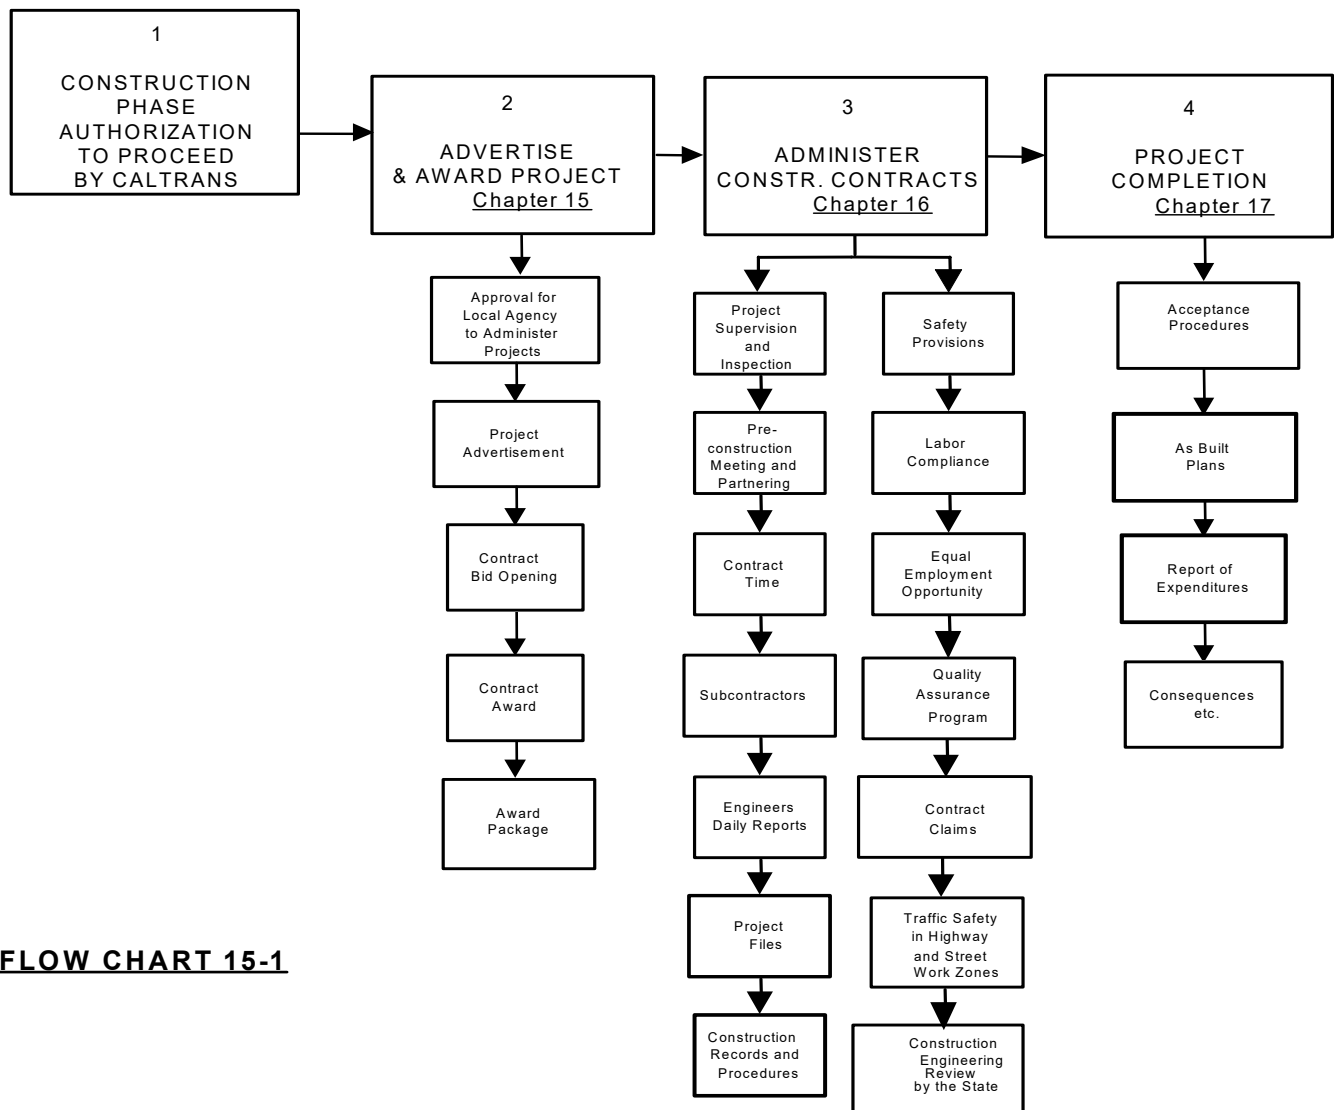 1
CONSTRUCTION
PHASE
AUTHORIZATION
TO PROCEED
BY CALTRANS
2
ADVERTISE
& AWARD PROJECT
Chapter 15
3
ADMINISTER
CONSTR. CONTRACTS
Chapter 16
4
PROJECT
COMPLETION
Chapter 17
Approval for
Local Agency
to Administer
Projects
Project
Advertisement
Contract
Bid Opening
Contract
Award
Award
Package
Project
Supervision
and
Inspection
Pre-
construction
Meeting and
Partnering
Contract
Time
Subcontractors
Engineers
Daily Reports
Project
Files
Construction
Records and
Procedures
Safety
Provisions
Labor
Compliance
Equal
Employment
Opportunity
Quality
Assurance
Program
Contract
Claims
Traffic Safety
in Highway
and Street
Work Zones
Construction
Engineering
Review
by the State
Acceptance
Procedures
As Built
Plans
Report of
Expenditures
Consequences
etc.
FLOW CHART 15-1